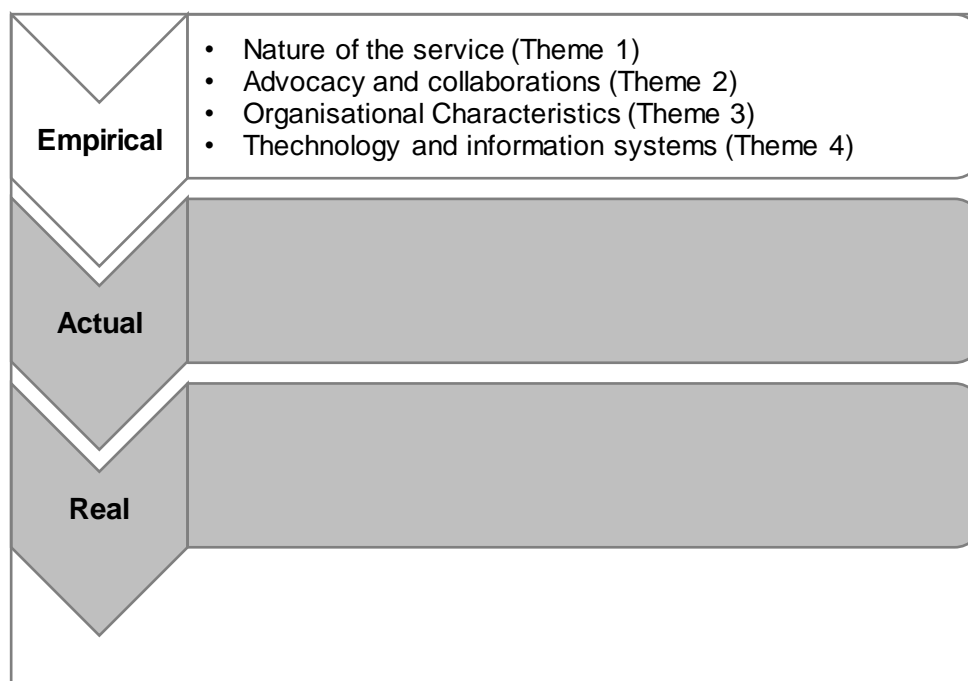 • Nature of the service (Theme 1)
• Advocacy and collaborations (Theme 2)
• Organisational Characteristics (Theme 3)
• Thechnology and information systems (Theme 4)
Empirical
Actual
Real